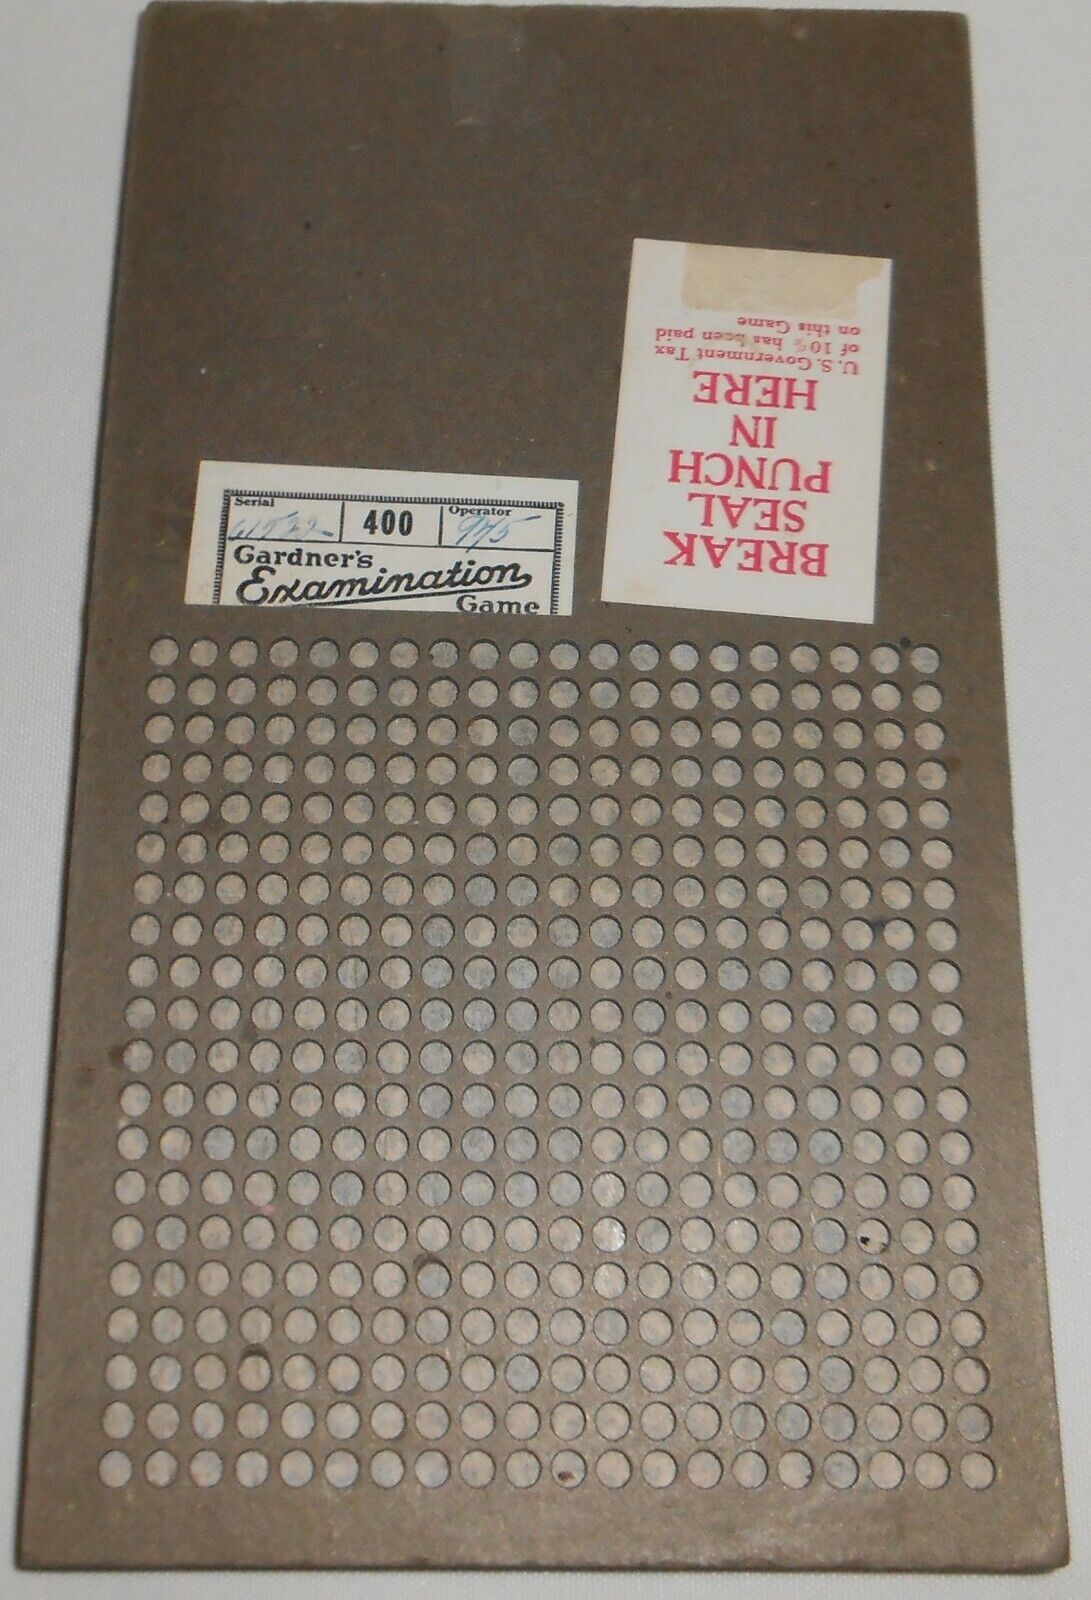 Serial 400 Operator
945
Gardner's
Examination
Game
BREAK
SEAL
PUNCH
IN
HERE
U.S. Government Tax
of 10% has been paid
on this Game